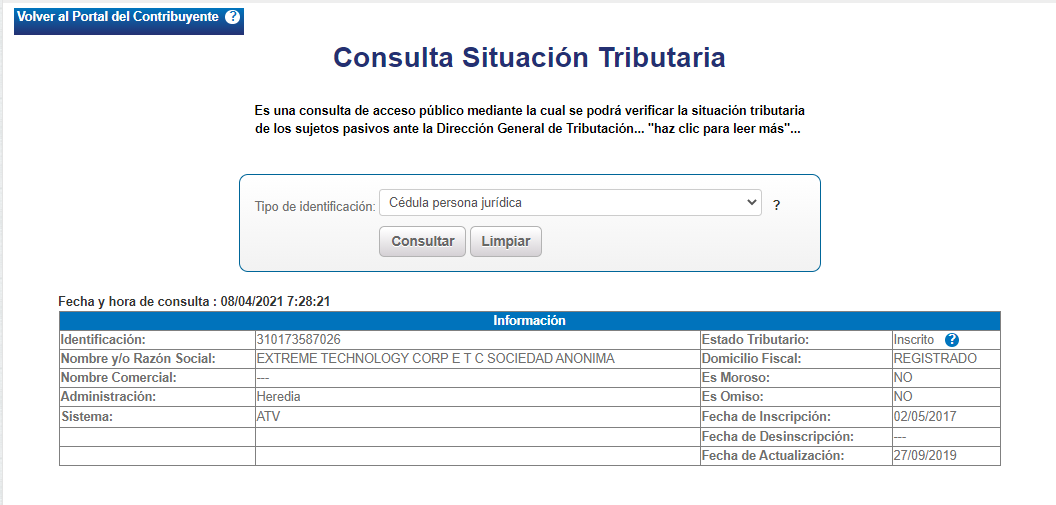 Volver al Portal del Contribuyente ?
Consulta Situación Tributaria
Es una consulta de acceso público mediante la cual se podrá verificar la situación tributaria
de los sujetos pasivos ante la Dirección General de Tributación... "haz clic para leer más"...
Tipo de identificación: Cédula persona jurídica ?
Consultar Limpiar
Fecha y hora de consulta : 08/04/2021 7:28:21
Información
Identificación: 310173587026 Estado Tributario: Inscrito ?
Nombre y/o Razón Social: EXTREME TECHNOLOGY CORP E T C SOCIEDAD ANONIMA Domicilio Fiscal: REGISTRADO
Nombre Comercial: --- Es Moroso: NO
Administración: Heredia Es Omiso: NO
Sistema: ATV Fecha de Inscripción: 02/05/2017
Fecha de Desinscripción: ---
Fecha de Actualización: 27/09/2019